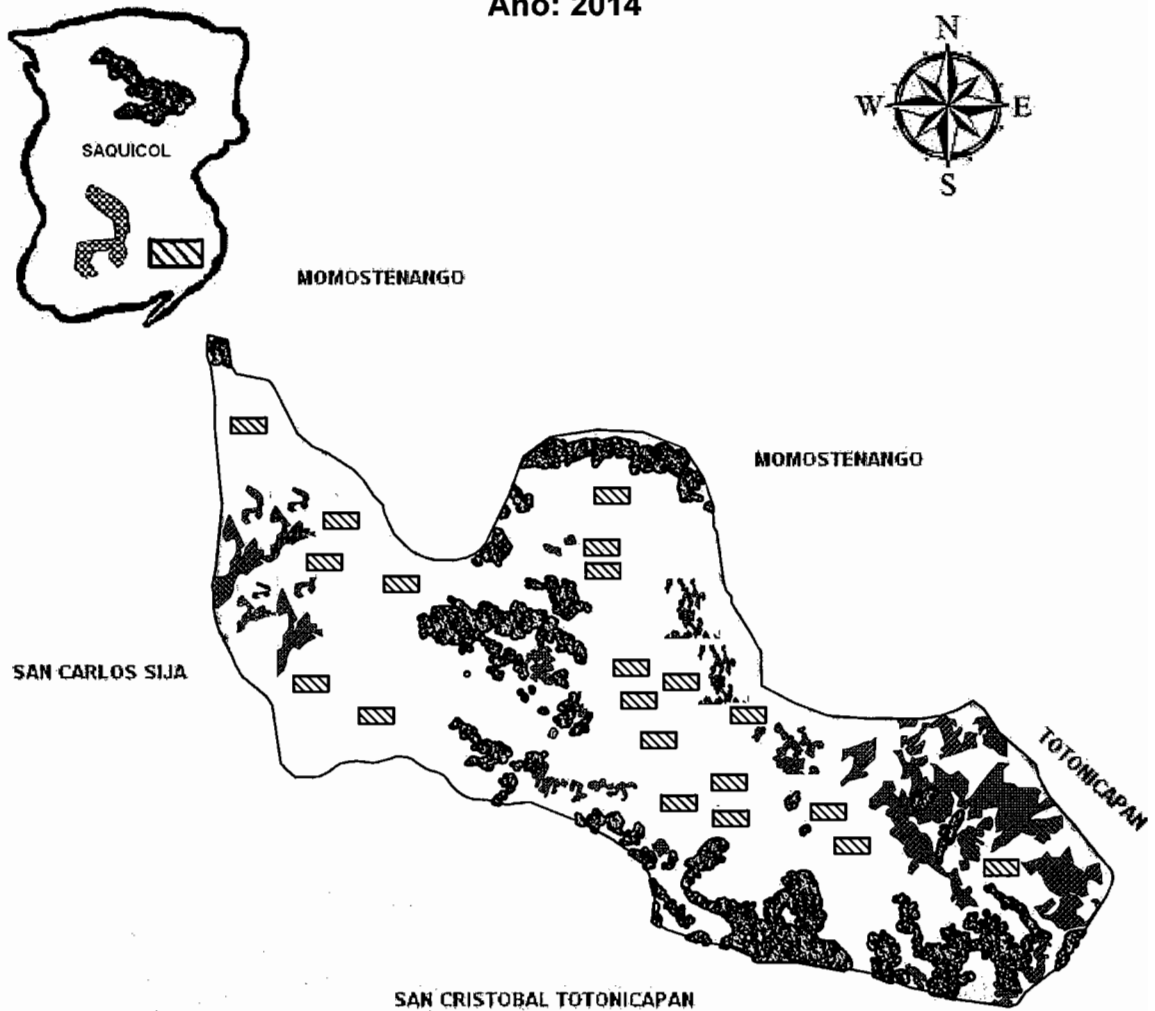 Año: 2014
N
W
E
S
SAQUICOL
MOMOSTENANGO
MOMOSTENANGO
SAN CARLOS SIJA
TOTONICAPAN
SAN CRISTOBAL TOTONICAPAN